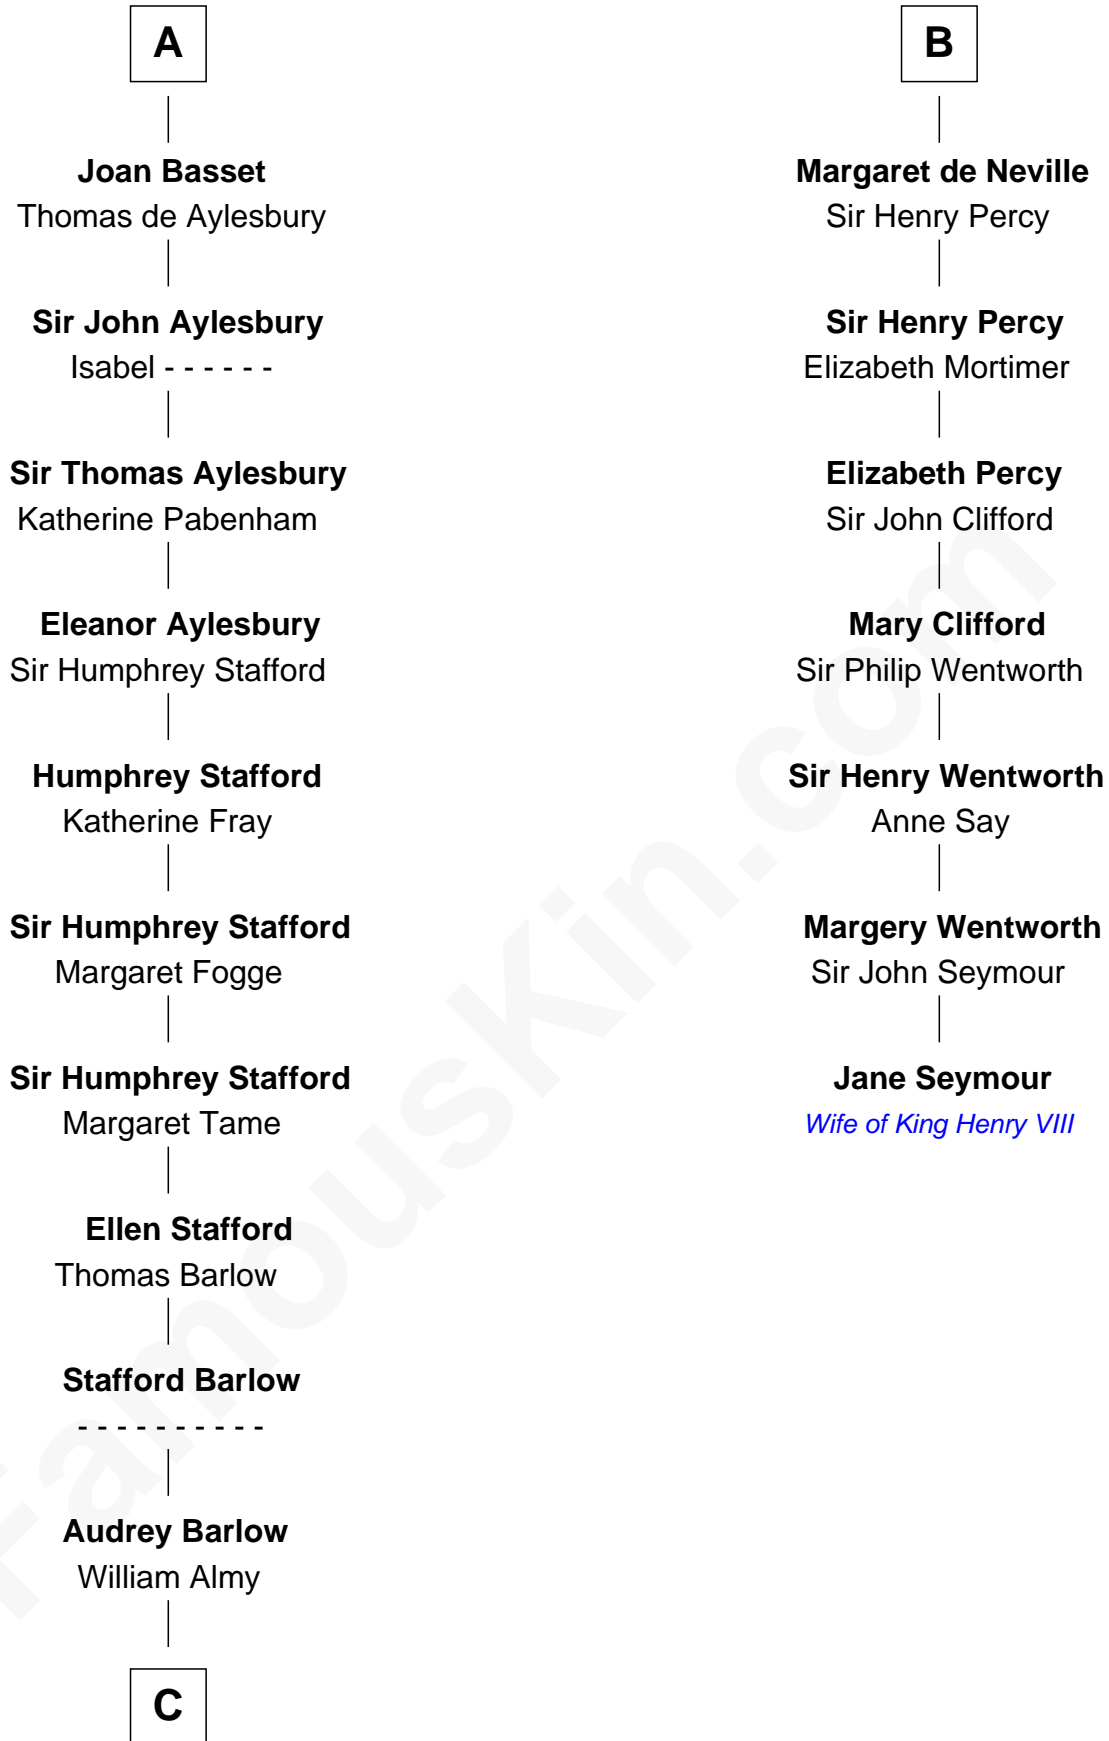 A
Joan Basset
Thomas de Aylesbury
Sir John Aylesbury
Isabel - - - - - -
Sir Thomas Aylesbury
Katherine Pabenham
Eleanor Aylesbury
Sir Humphrey Stafford
Humphrey Stafford
Katherine Fray
Sir Humphrey Stafford
Margaret Fogge
Sir Humphrey Stafford
Margaret Tame
Ellen Stafford
Thomas Barlow
Stafford Barlow
- - - - - - - - - -
Audrey Barlow
William Almy
C
B
Margaret de Neville
Sir Henry Percy
Sir Henry Percy
Elizabeth Mortimer
Elizabeth Percy
Sir John Clifford
Mary Clifford
Sir Philip Wentworth
Sir Henry Wentworth
Anne Say
Margery Wentworth
Sir John Seymour
Jane Seymour
Wife of King Henry VIII
FamousKin.com